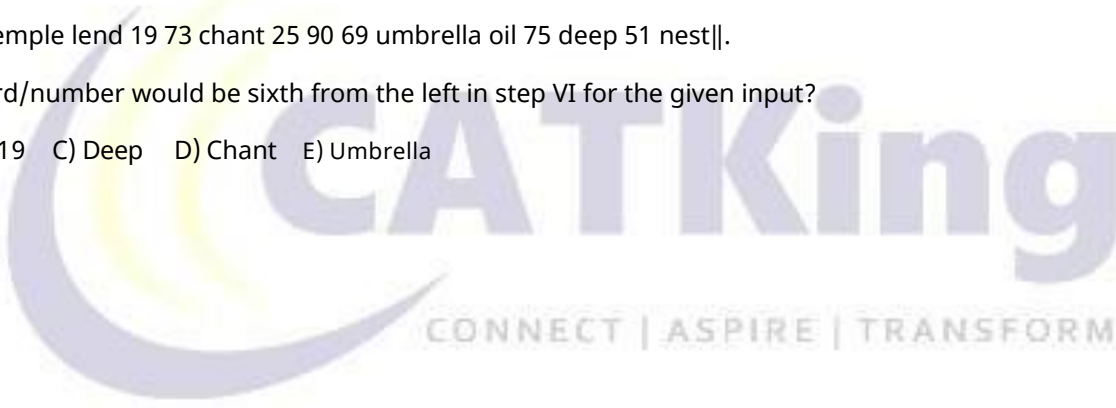 emple lend 19 73 chant 25 90 69 umbrella oil 75 deep 51 nest‖.
rd/number would be sixth from the left in step VI for the given input?
19 C) Deep D) Chant E) Umbrella
CATKing
CONNECT | ASPIRE | TRANSFORM